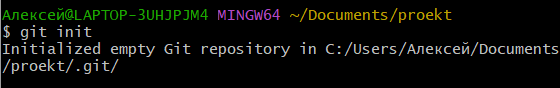 Алексей@LAPTOP-3UHJPJM4 MINGW64 ~/Documents/proekt
$ git init
Initialized empty Git repository in C:/Users/Алексей/Documents
/proekt/.git/